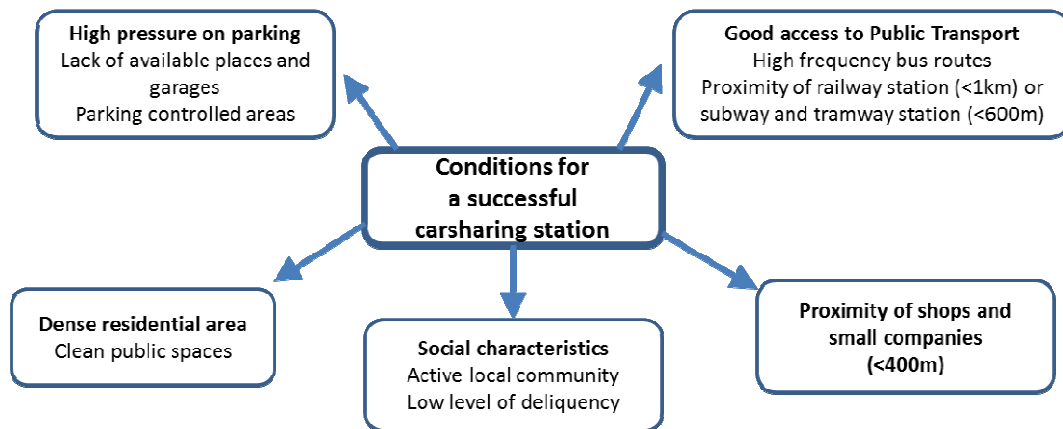 High pressure on parking
Lack of available places and
garages
Parking controlled areas
Good access to Public Transport
High frequency bus routes
Proximity of railway station (<1km) or
subway and tramway station (<600m)
Conditions for
a successful
carsharing station
Dense residential area
Clean public spaces
Social characteristics
Active local community
Low level of deliquency
Proximity of shops and
small companies
(<400m)